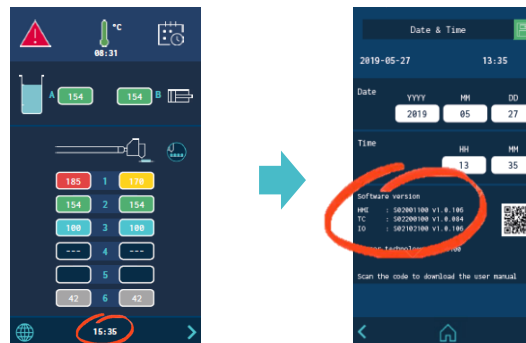 °C
08:31
A 154 154 B
185 1 170
154 2 154
100 3 100
--- 4 ---
5
42 6 42
15:35
Date & Time
2019-05-27 13:35
Date
YYYY MM DD
2019 05 27
Time
HH MM
13 35
Software version
HMI : S02001100 v1.0.106
TC : S02200100 v1.0.084
IO : S02102100 v1.0.106
Scan the code to download the user manual